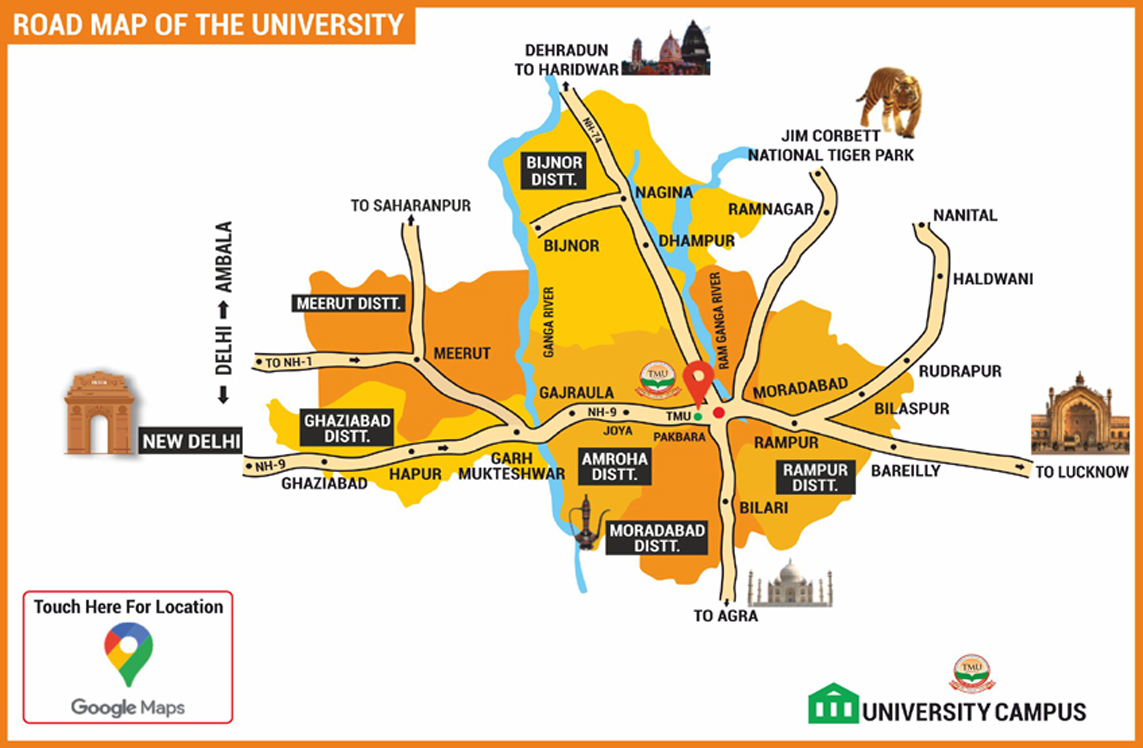 ROAD MAP OF THE UNIVERSITY
DEHRADUN
TO HARIDWAR
NH-74
JIM CORBETT
NATIONAL TIGER PARK
BIJNOR
DISTT.
NAGINA
RAMNAGAR
NANITAL
TO SAHARANPUR
BIJNOR
DHAMPUR
DELHI
AMBALA
HALDWANI
MEERUT DISTT.
GANGA RIVER
RAM GANGA RIVER
TO NH-1
MEERUT
RUDRAPUR
TMU
MORADABAD
GAJRAULA
BILASPUR
NH-9
JOYA
TMU
PAKBARA
GHAZIABAD
DISTT.
NEW DELHI
RAMPUR
NH-9
GHAZIABAD
HAPUR
GARH
MUKTESHWAR
AMROHA
DISTT.
RAMPUR
DISTT.
BAREILLY
TO LUCKNOW
BILARI
MORADABAD
DISTT.
TO AGRA
Touch Here For Location
Google Maps
TMU
UNIVERSITY CAMPUS